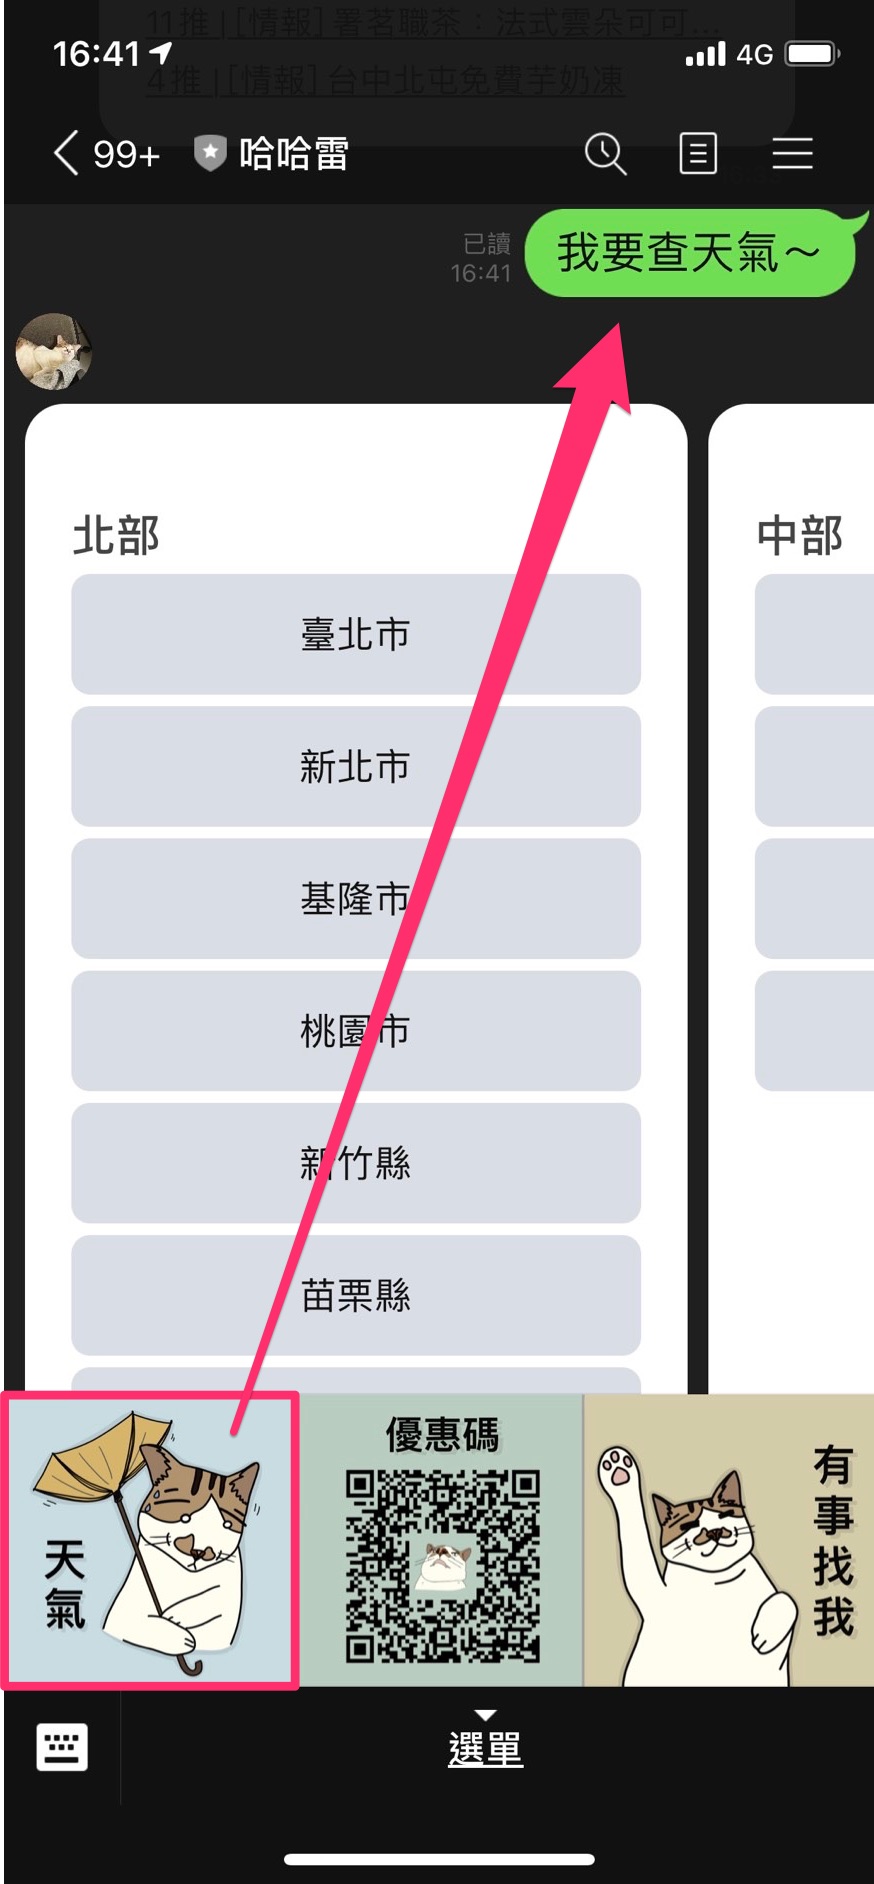 11推 | [情報] 署茗職茶：法式雲朵可可...
16:41
4G
4推 | [情報] 台中北屯免費芋奶凍
99+
哈哈雷
已讀
16:41
我要查天氣～
北部
中部
臺北市
新北市
基隆市
桃園市
新竹縣
苗栗縣
天氣
優惠碼
有事找我
選單